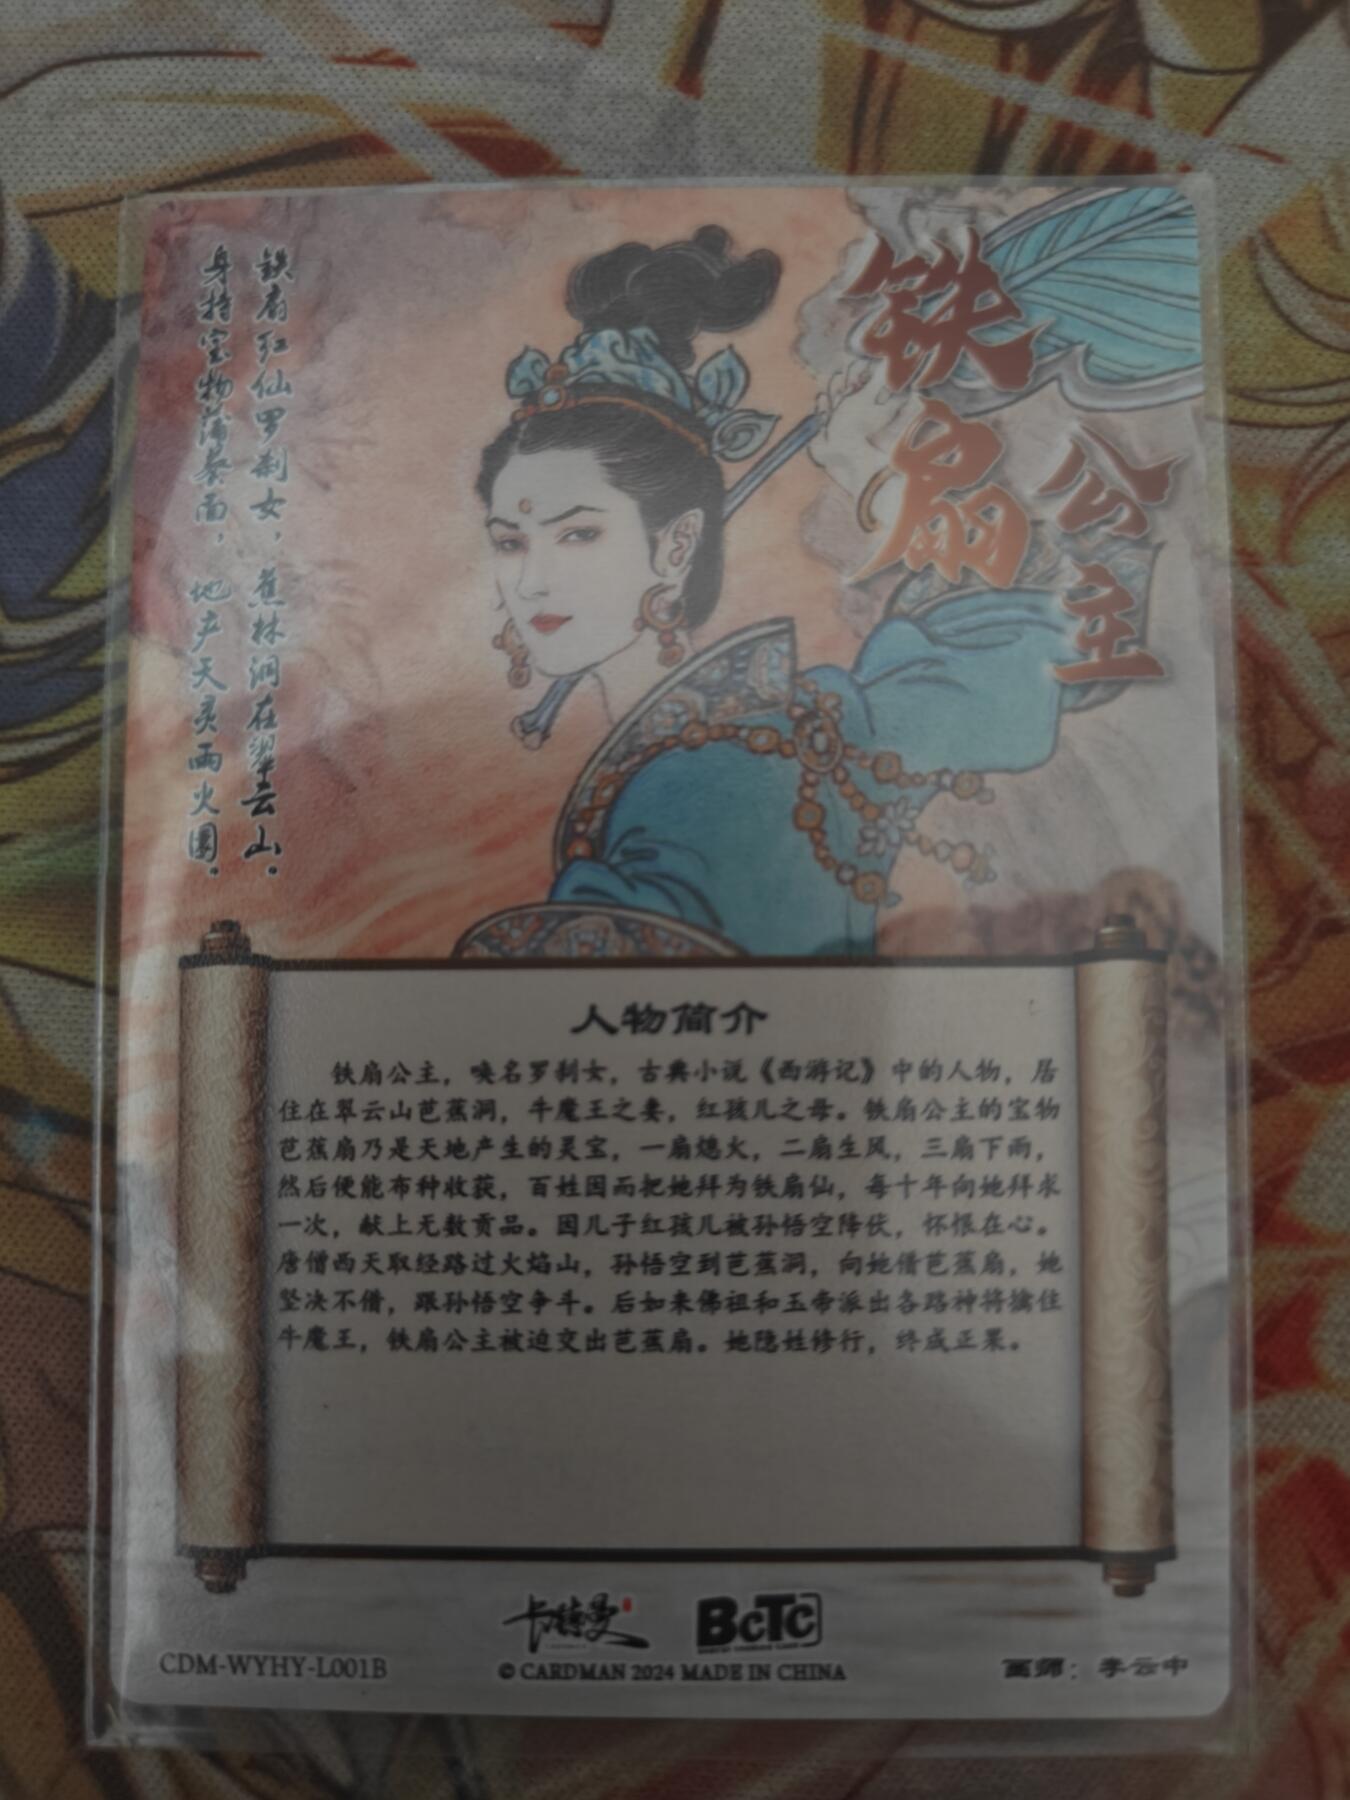 铁扇公主
铁扇红仙罗刹女，蕉林洞在翠云山。
身持宝物蒲葵面，地产天灵两火圜。
人物简介
铁扇公主，唤名罗刹女，古典小说《西游记》中的人物，居
住在翠云山芭蕉洞，牛魔王之妻，红孩儿之母。铁扇公主的宝物
芭蕉扇乃是天地产生的灵宝，一扇熄火，二扇生风，三扇下雨，
然后便能布种收获，百姓因而把她拜为铁扇仙，每十年向她拜求
一次，献上无数贡品。因儿子红孩儿被孙悟空降伏，怀恨在心。
唐僧西天取经路过火焰山，孙悟空到芭蕉洞，向她借芭蕉扇，她
坚决不借，跟孙悟空争斗。后如来佛祖和玉帝派出各路神将擒住
牛魔王，铁扇公主被迫交出芭蕉扇。她隐姓修行，终成正果。
卡特曼
BCTC
CDM-WYHY-L001B
© CARDMAN 2024 MADE IN CHINA
画师：李云中